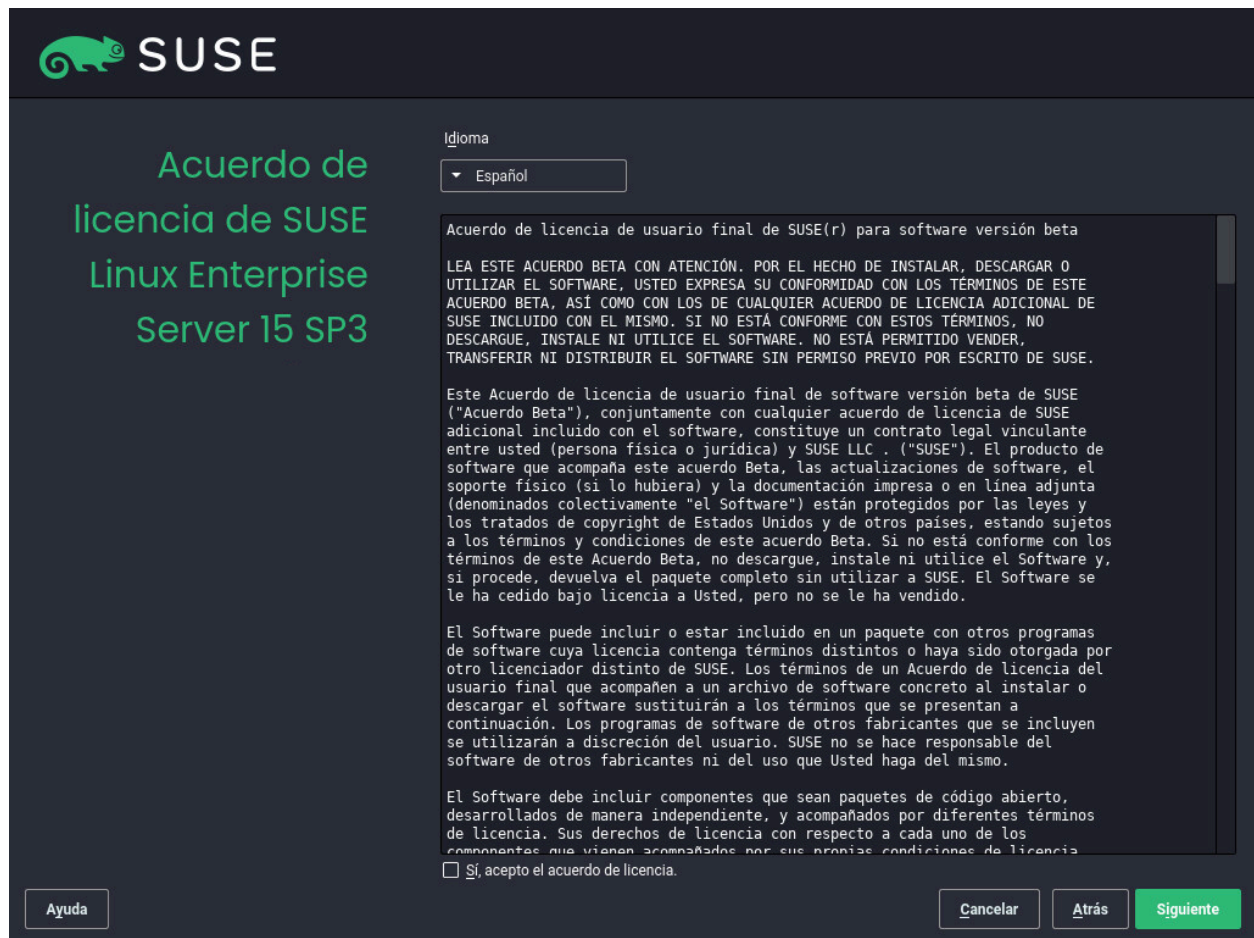 SUSE
Acuerdo de
licencia de SUSE
Linux Enterprise
Server 15 SP3
Idioma
Español
Acuerdo de licencia de usuario final de SUSE(r) para software versión beta
LEA ESTE ACUERDO BETA CON ATENCIÓN. POR EL HECHO DE INSTALAR, DESCARGAR O
UTILIZAR EL SOFTWARE, USTED EXPRESA SU CONFORMIDAD CON LOS TÉRMINOS DE ESTE
ACUERDO BETA, ASÍ COMO CON LOS DE CUALQUIER ACUERDO DE LICENCIA ADICIONAL DE
SUSE INCLUIDO CON EL MISMO. SI NO ESTÁ CONFORME CON ESTOS TÉRMINOS, NO
DESCARGUE, INSTALE NI UTILICE EL SOFTWARE. NO ESTÁ PERMITIDO VENDER,
TRANSFERIR NI DISTRIBUIR EL SOFTWARE SIN PERMISO PREVIO POR ESCRITO DE SUSE.
Este Acuerdo de licencia de usuario final de software versión beta de SUSE
("Acuerdo Beta"), conjuntamente con cualquier acuerdo de licencia de SUSE
adicional incluido con el software, constituye un contrato legal vinculante
entre usted (persona física o jurídica) y SUSE LLC . ("SUSE"). El producto de
software que acompaña este acuerdo Beta, las actualizaciones de software, el
soporte físico (si lo hubiera) y la documentación impresa o en línea adjunta
(denominados colectivamente "el Software") están protegidos por las leyes y
los tratados de copyright de Estados Unidos y de otros países, estando sujetos
a los términos y condiciones de este acuerdo Beta. Si no está conforme con los
términos de este Acuerdo Beta, no descargue, instale ni utilice el Software y,
si procede, devuelva el paquete completo sin utilizar a SUSE. El Software se
le ha cedido bajo licencia a Usted, pero no se le ha vendido.
El Software puede incluir o estar incluido en un paquete con otros programas
de software cuya licencia contenga términos distintos o haya sido otorgada por
otro licenciador distinto de SUSE. Los términos de un Acuerdo de licencia del
usuario final que acompañen a un archivo de software concreto al instalar o
descargar el software sustituirán a los términos que se presentan a
continuación. Los programas de software de otros fabricantes que se incluyen
se utilizarán a discreción del usuario. SUSE no se hace responsable del
software de otros fabricantes ni del uso que Usted haga del mismo.
El Software debe incluir componentes que sean paquetes de código abierto,
desarrollados de manera independiente, y acompañados por diferentes términos
de licencia. Sus derechos de licencia con respecto a cada uno de los
componentes que vienen acompañados por sus propias condiciones de licencia
Sí, acepto el acuerdo de licencia.
Ayuda
Cancelar
Atrás
Siguiente